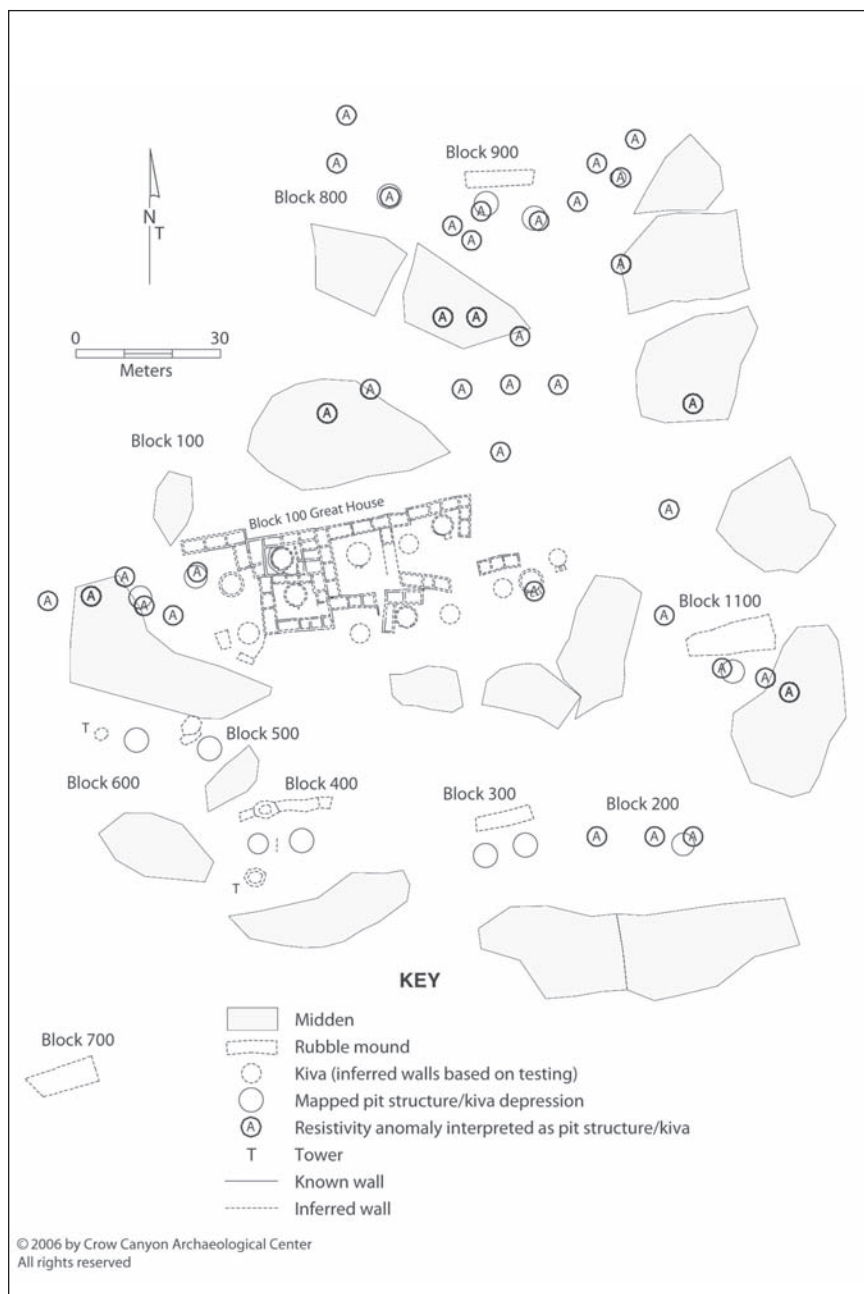 A
A
Block 900
A
A
A
Block 800
A
A
A
A
A
A
N
T
A
A
A
A
0 30
Meters
A
A
A
A
A
A
Block 100
A
A
Block 100 Great House
A
A
A
A
A
A
A
Block 1100
A
A
A
A
T
Block 500
Block 600
Block 400
Block 300
Block 200
A
A
A
T
KEY
Midden
Rubble mound
Block 700
Kiva (inferred walls based on testing)
Mapped pit structure/kiva depression
A Resistivity anomaly interpreted as pit structure/kiva
T Tower
Known wall
Inferred wall
© 2006 by Crow Canyon Archaeological Center
All rights reserved